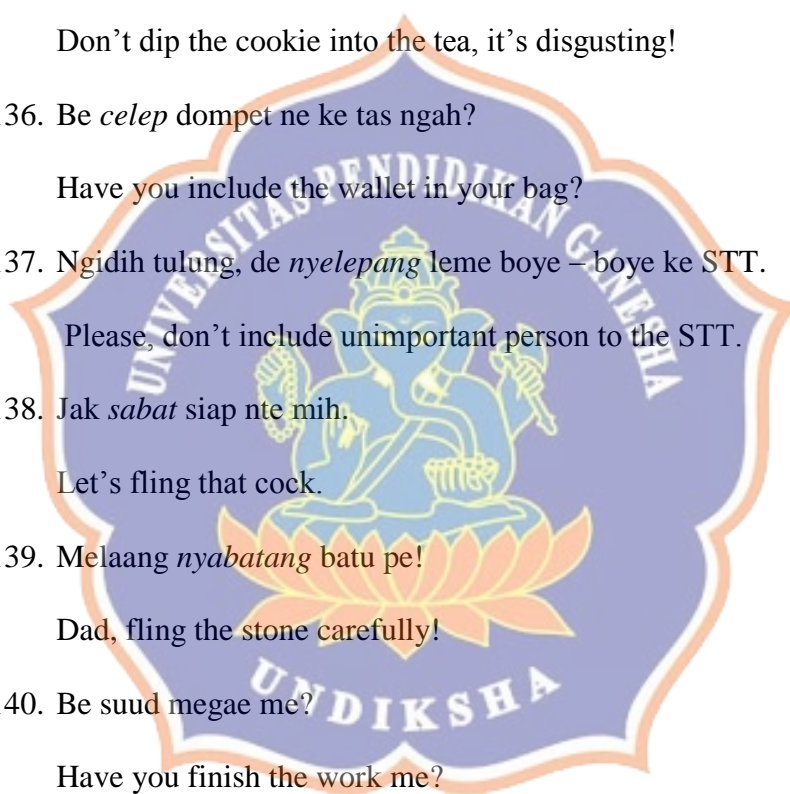 Don’t dip the cookie into the tea, it’s disgusting!
36. Be celep dompet ne ke tas ngah?
Have you include the wallet in your bag?
37. Ngidih tulung, de nyelepang leme boye – boye ke STT.
Please, don’t include unimportant person to the STT.
38. Jak sabat siap nte mih.
Let’s fling that cock.
139. Melaang nyabatang batu pe!
Dad, fling the stone carefully!
140. Be suud megae me?
Have you finish the work me?
UNIVERSITAS PENDIDIKAN GANESHA
UNDIKSHA